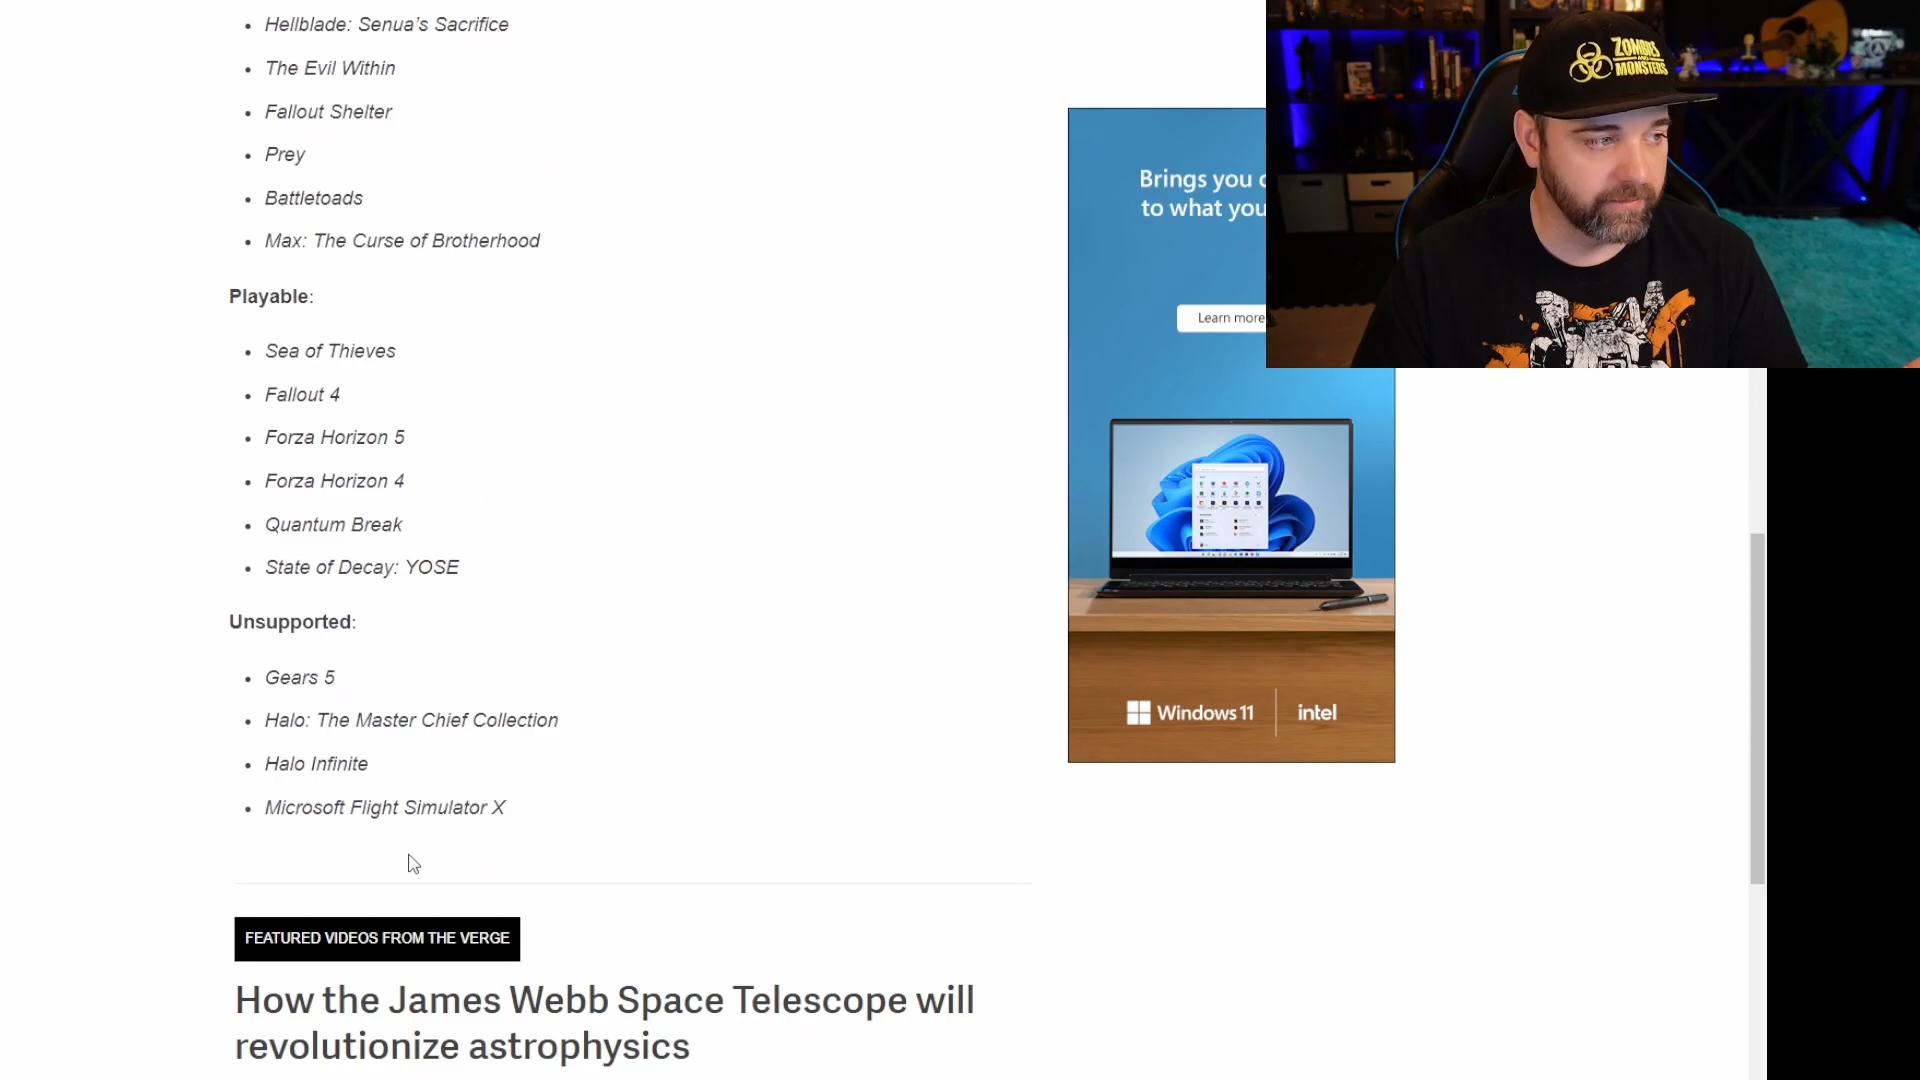 Hellblade: Senua's Sacrifice
The Evil Within
Fallout Shelter
Prey
Battletoads
Max: The Curse of Brotherhood
Playable:
Sea of Thieves
Fallout 4
Forza Horizon 5
Forza Horizon 4
Quantum Break
State of Decay: YOSE
Unsupported:
Gears 5
Halo: The Master Chief Collection
Halo Infinite
Microsoft Flight Simulator X
FEATURED VIDEOS FROM THE VERGE
How the James Webb Space Telescope will
revolutionize astrophysics
Brings you
to what you
Learn more
Windows 11
intel
ZOMBIES
AND
MONSTERS